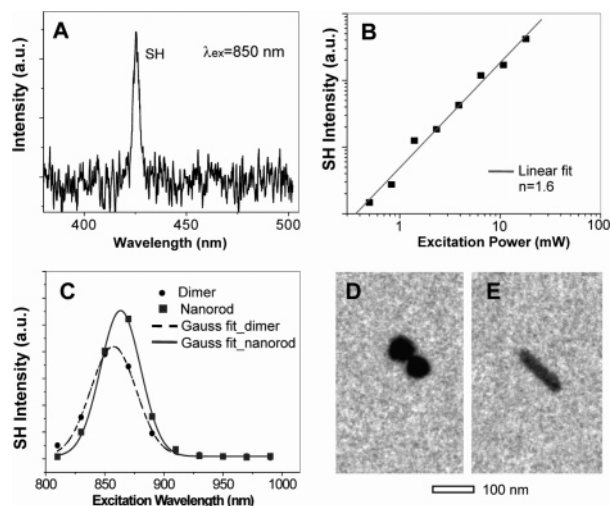 A
SH
λex=850 nm
Intensity (a.u.)
400
450
500
Wavelength (nm)
B
SH Intensity (a.u.)
Linear fit
n=1.6
1
10
100
Excitation Power (mW)
C
Dimer
Nanorod
Gauss fit_dimer
Gauss fit_nanorod
SH Intensity (a.u.)
800
850
900
950
1000
Excitation Wavelength (nm)
D
E
100 nm